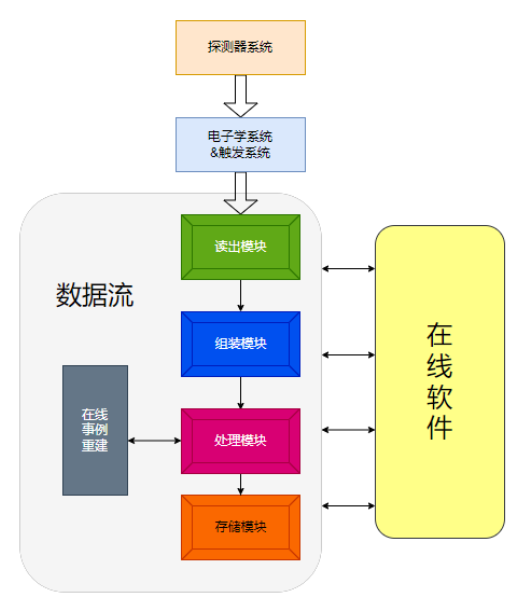 探测器系统
电子学系统
&触发系统
读出模块
数据流
组装模块
在线
事例
重建
处理模块
存储模块
在
线
软
件